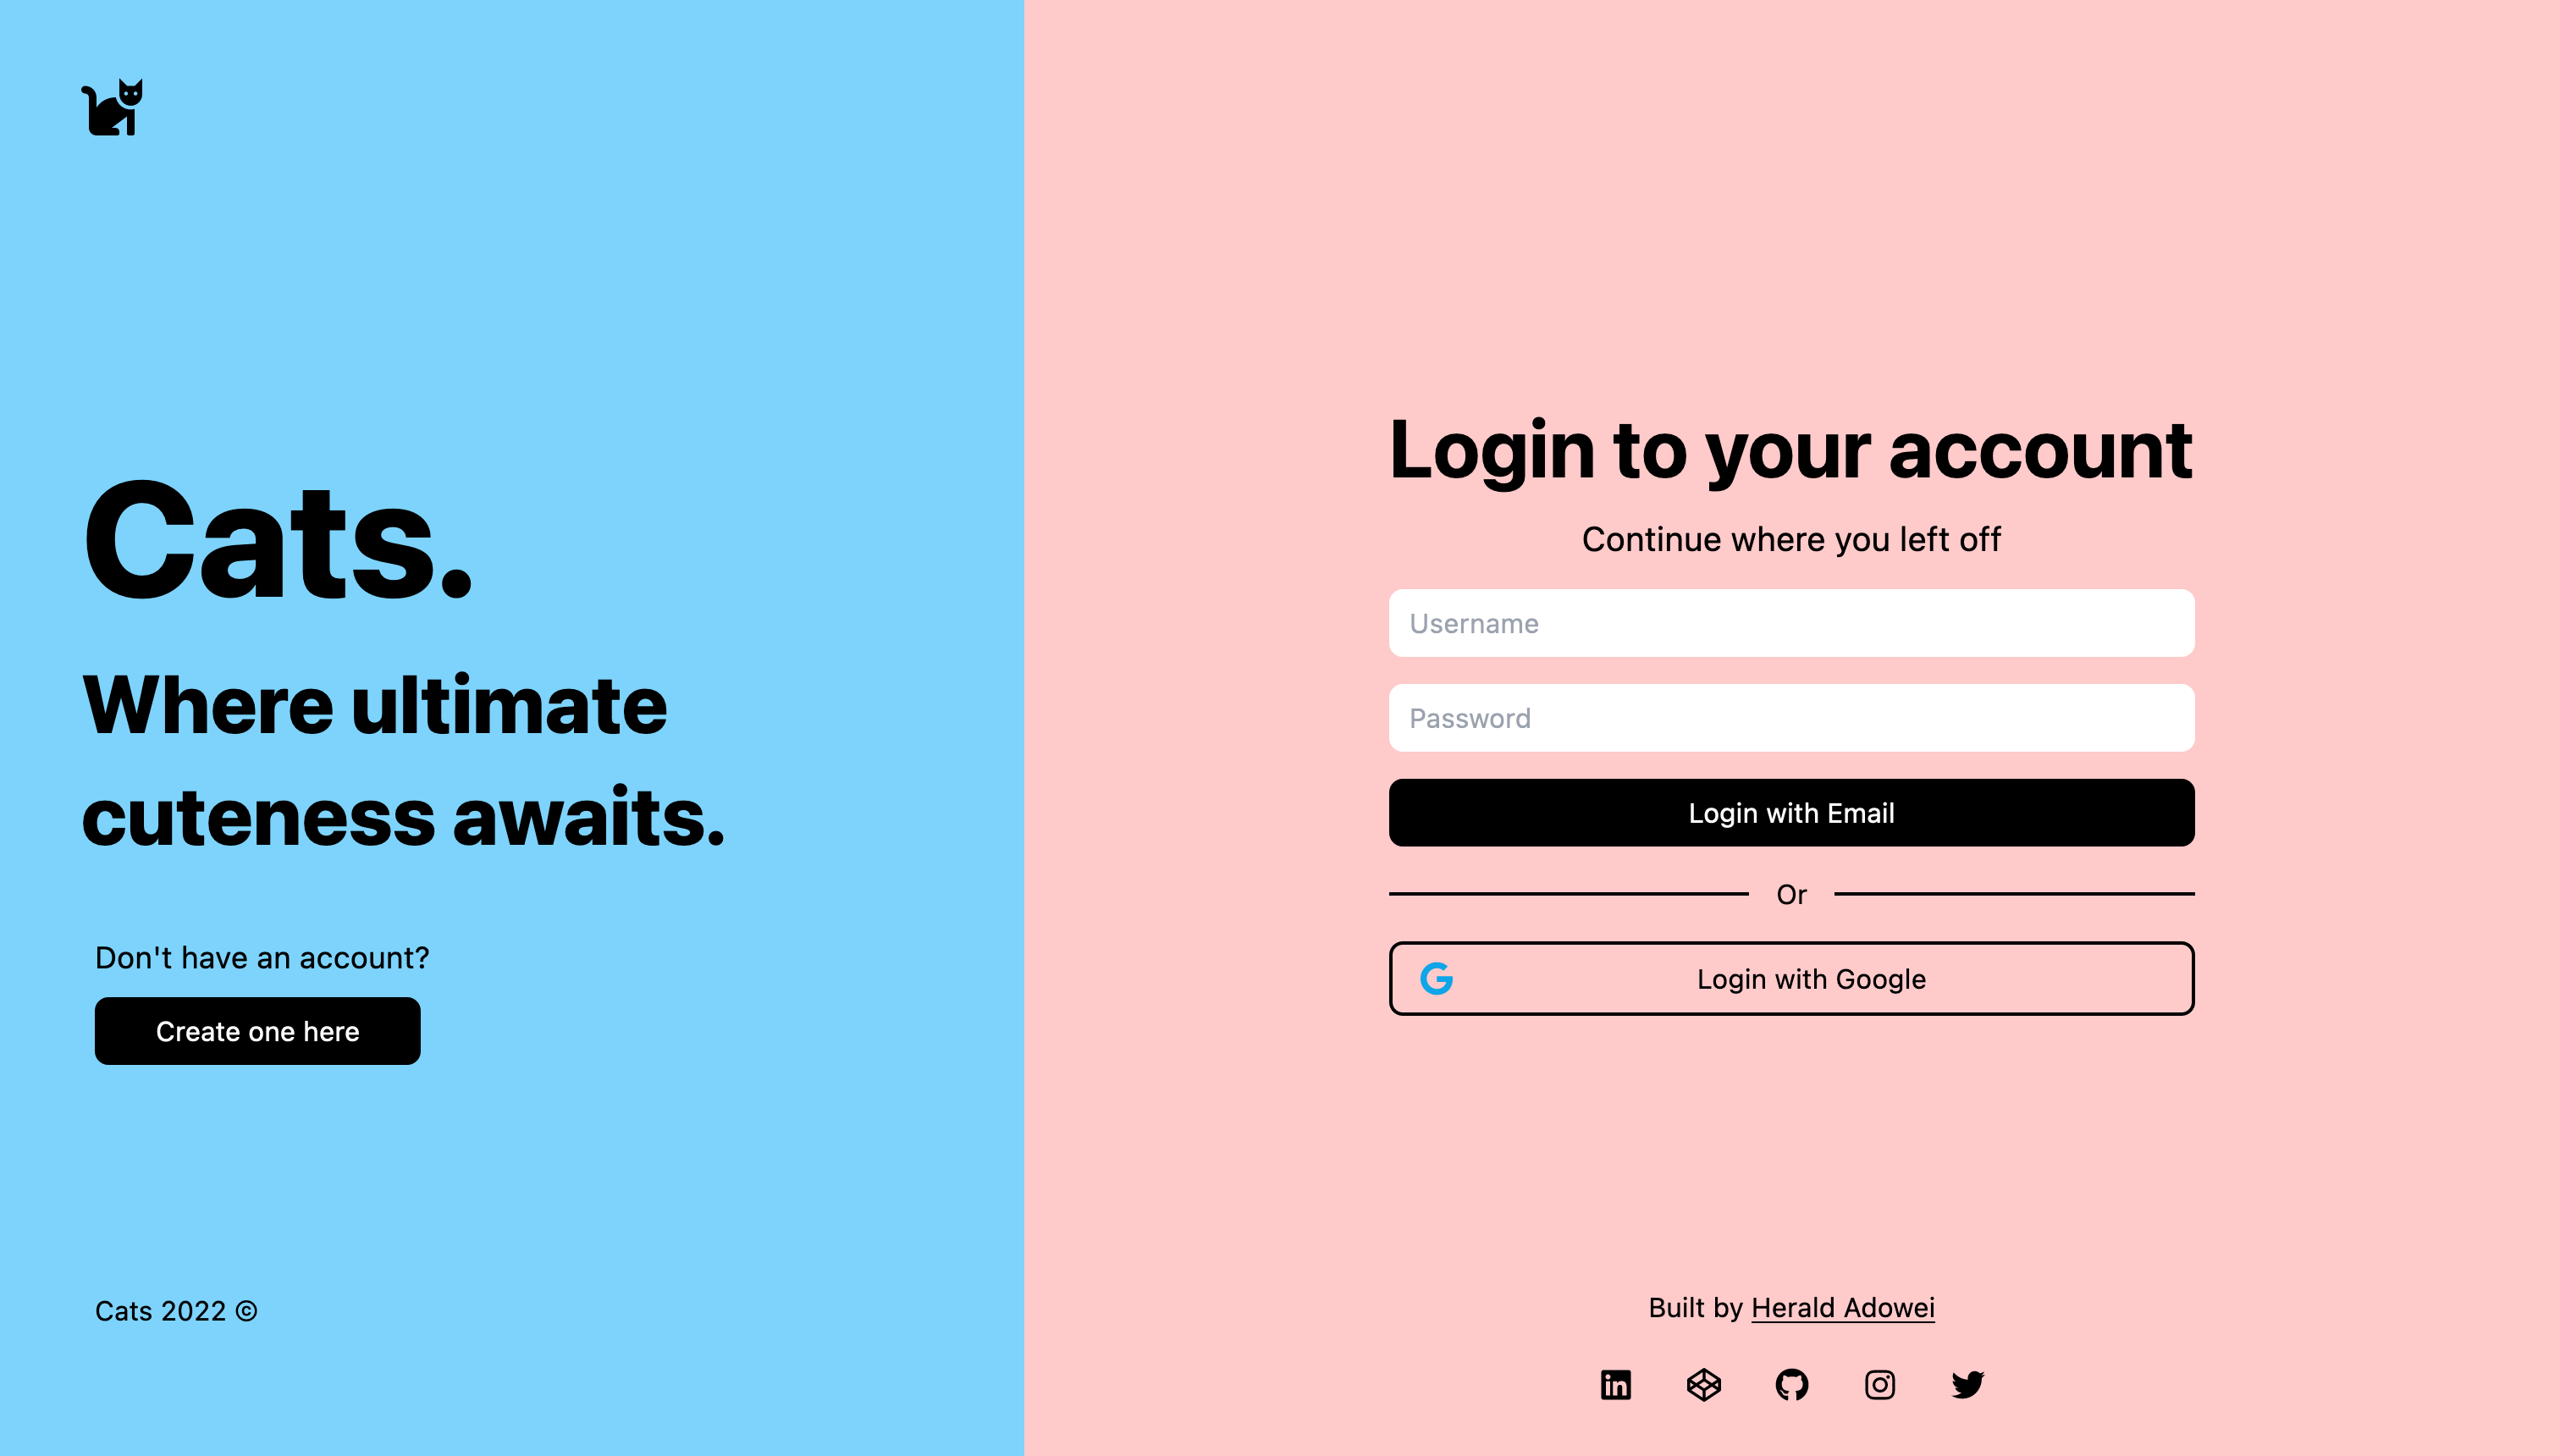 Cats.
Where ultimate
cuteness awaits.
Don't have an account?
Create one here
Cats 2022 ©
Login to your account
Continue where you left off
Username
Password
Login with Email
Or
Login with Google
Built by Herald Adowei